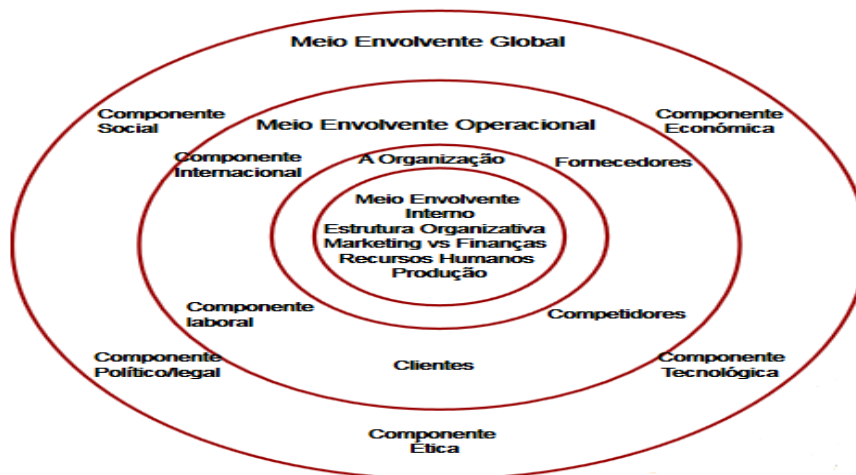 Meio Envolvente Global
Componente
Social
Componente
Económica
Meio Envolvente Operacional
Componente
Internacional
A Organização
Fornecedores
Meio Envolvente
Interno
Estrutura Organizativa
Marketing vs Finanças
Recursos Humanos
Produção
Componente
laboral
Competidores
Clientes
Componente
Político/legal
Componente
Tecnológica
Componente
Ética